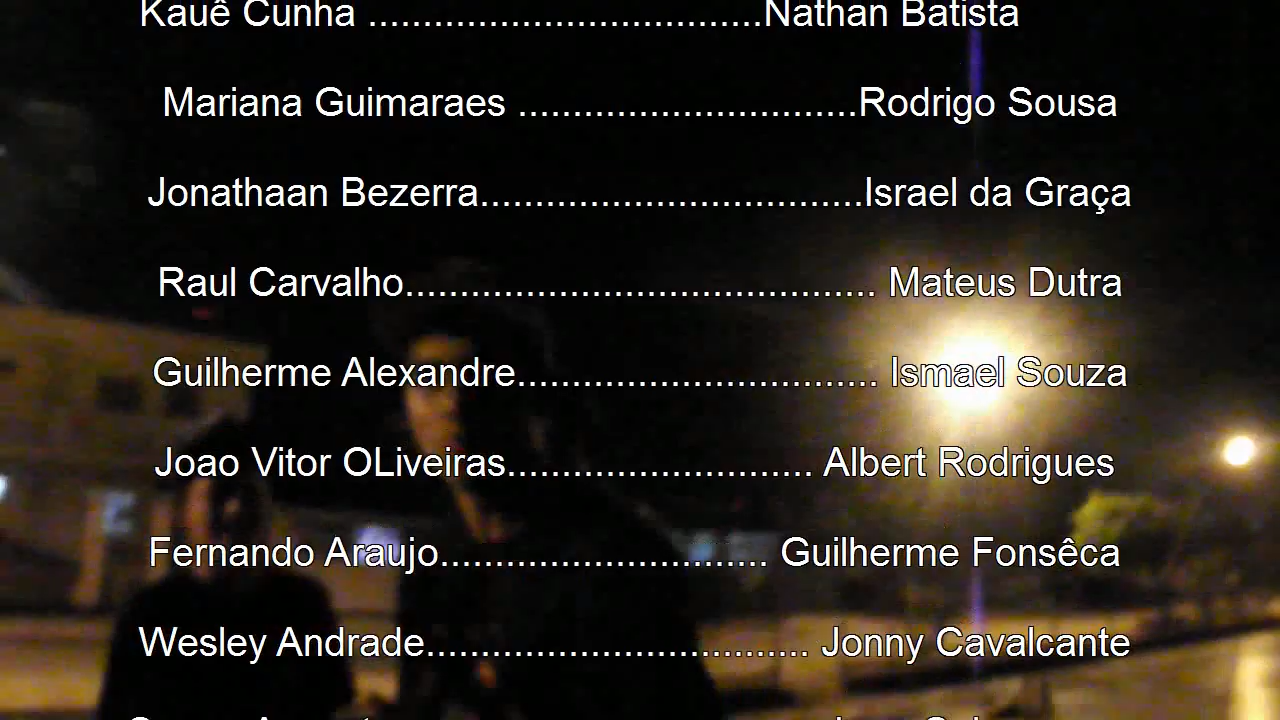 Kauê Cunha ....................................Nathan Batista
Mariana Guimaraes ...............................Rodrigo Sousa
Jonathaan Bezerra...................................Israel da Graça
Raul Carvalho........................................... Mateus Dutra
Guilherme Alexandre................................. Ismael Souza
Joao Vitor OLiveiras............................ Albert Rodrigues
Fernando Araujo.............................. Guilherme Fonsêca
Wesley Andrade................................... Jonny Cavalcante